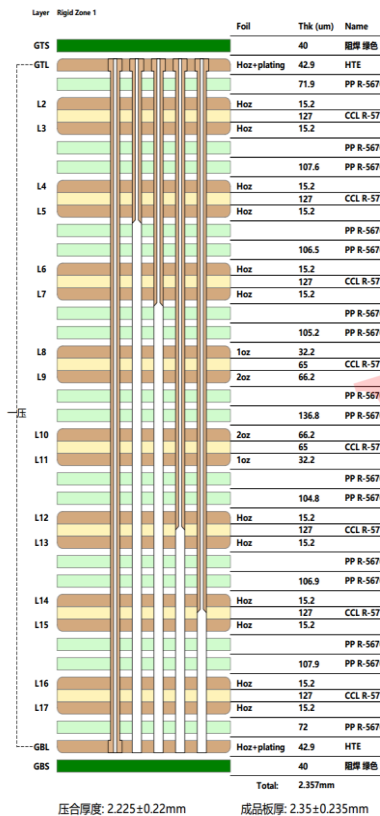 Layer Rigid Zone 1
Foil Thk (um) Name
GTS 40 阻焊 绿色
GTL Hoz+plating 42.9 HTE
71.9 PP R-567
L2 Hoz 15.2
127 CCL R-57
L3 Hoz 15.2
PP R-567
107.6 PP R-567
L4 Hoz 15.2
127 CCL R-57
L5 Hoz 15.2
PP R-567
106.5 PP R-567
L6 Hoz 15.2
127 CCL R-57
L7 Hoz 15.2
PP R-567
105.2 PP R-567
L8 1oz 32.2
65 CCL R-57
L9 2oz 66.2
PP R-567
一压
136.8 PP R-567
L10 2oz 66.2
65 CCL R-57
L11 1oz 32.2
PP R-567
104.8 PP R-567
L12 Hoz 15.2
127 CCL R-57
L13 Hoz 15.2
PP R-567
106.9 PP R-567
L14 Hoz 15.2
127 CCL R-57
L15 Hoz 15.2
PP R-567
107.9 PP R-567
L16 Hoz 15.2
127 CCL R-57
L17 Hoz 15.2
72 PP R-567
GBL Hoz+plating 42.9 HTE
GBS 40 阻焊 绿色
Total: 2.357mm
压合厚度: 2.225±0.22mm 成品板厚: 2.35±0.235mm